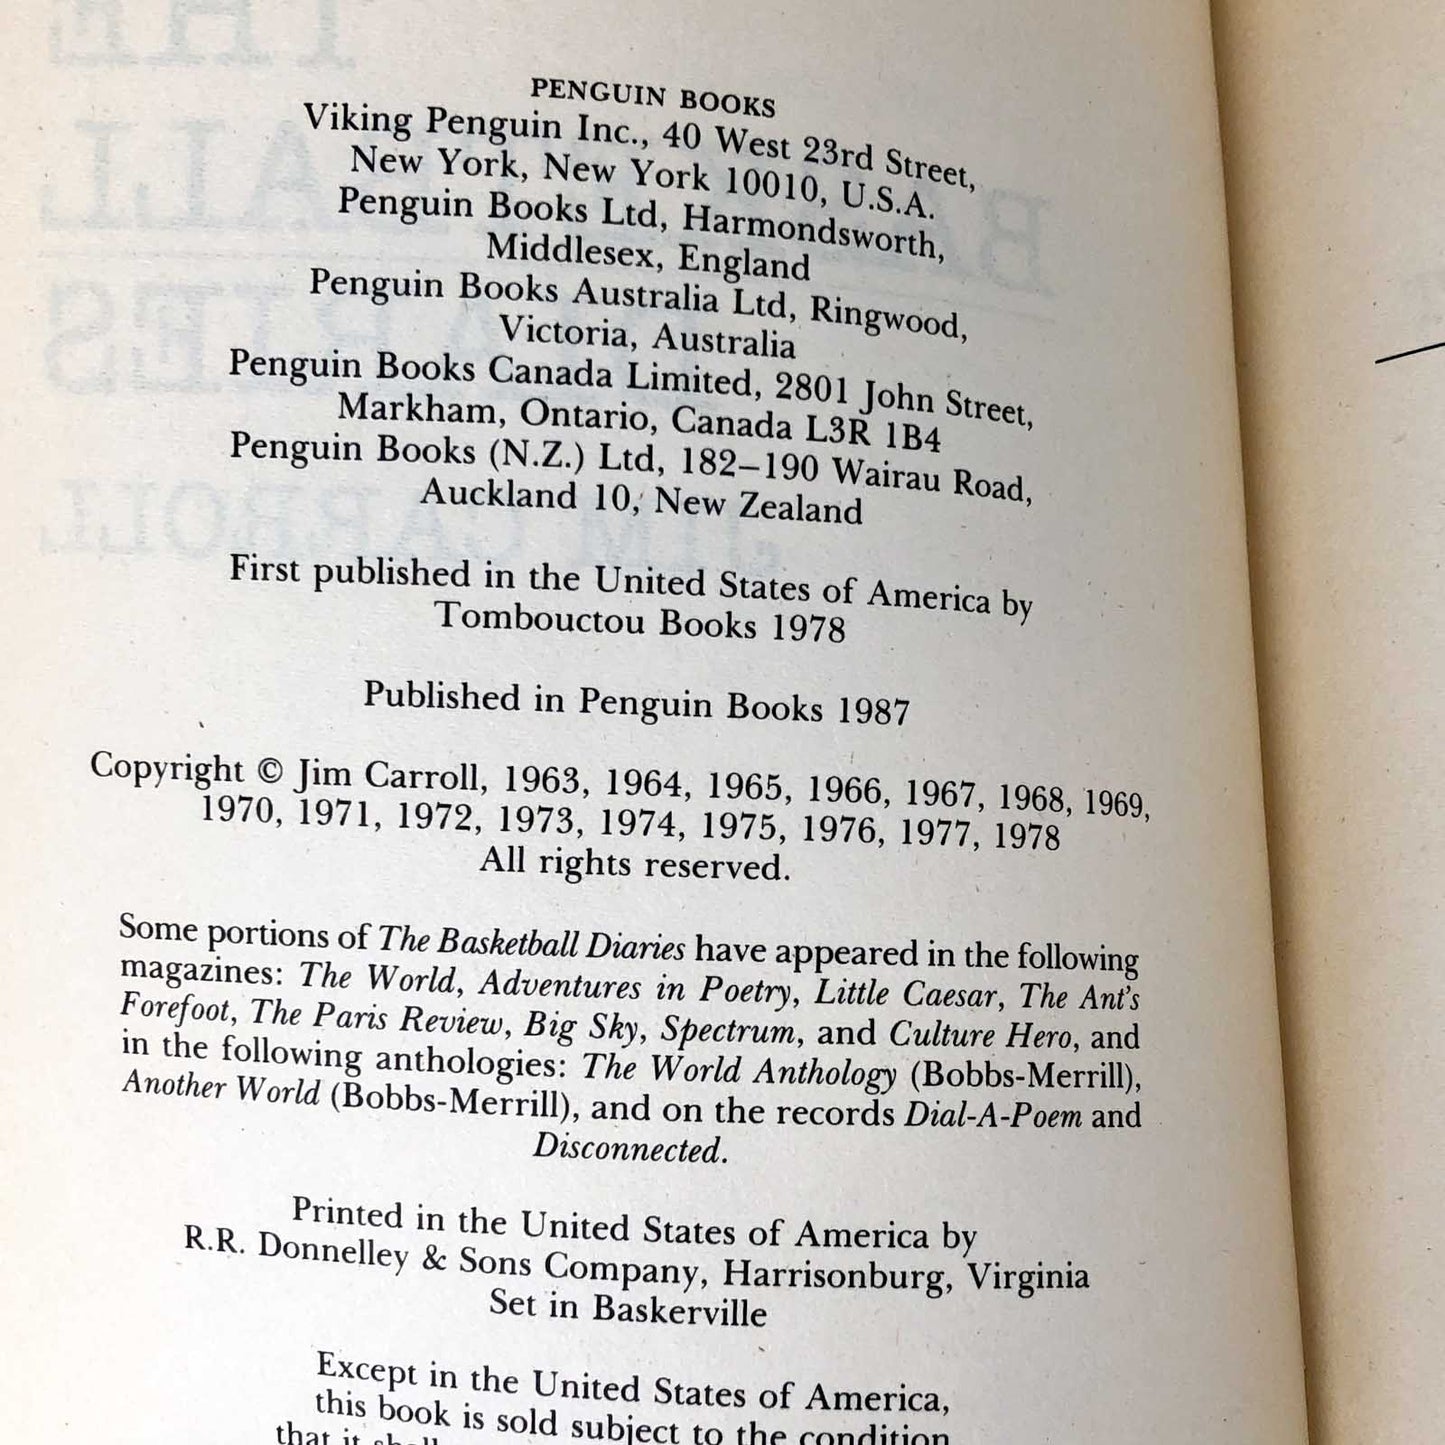 PENGUIN BOOKS
Viking Penguin Inc., 40 West 23rd Street,
New York, New York 10010, U.S.A.
Penguin Books Ltd, Harmondsworth,
Middlesex, England
Penguin Books Australia Ltd, Ringwood,
Victoria, Australia
Penguin Books Canada Limited, 2801 John Street,
Markham, Ontario, Canada L3R 1B4
Penguin Books (N.Z.) Ltd, 182–190 Wairau Road,
Auckland 10, New Zealand
First published in the United States of America by
Tombouctou Books 1978
Published in Penguin Books 1987
Copyright © Jim Carroll, 1963, 1964, 1965, 1966, 1967, 1968, 1969,
1970, 1971, 1972, 1973, 1974, 1975, 1976, 1977, 1978
All rights reserved.
Some portions of The Basketball Diaries have appeared in the following
magazines: The World, Adventures in Poetry, Little Caesar, The Ant's
Forefoot, The Paris Review, Big Sky, Spectrum, and Culture Hero, and
in the following anthologies: The World Anthology (Bobbs-Merrill),
Another World (Bobbs-Merrill), and on the records Dial-A-Poem and
Disconnected.
Printed in the United States of America by
R.R. Donnelley & Sons Company, Harrisonburg, Virginia
Set in Baskerville
Except in the United States of America,
this book is sold subject to the condition
that it